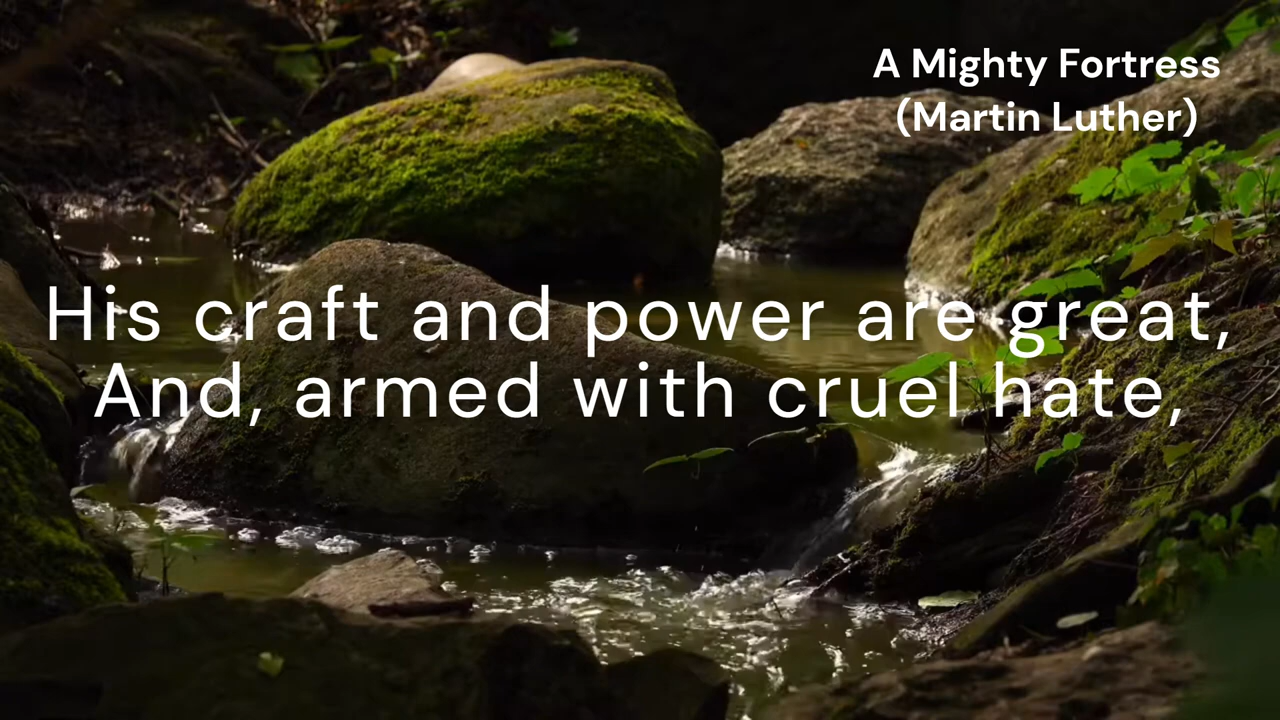 A Mighty Fortress
(Martin Luther)
His craft and power are great,
And, armed with cruel hate,